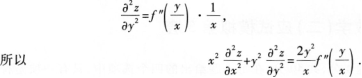 ∂²z/∂y² = f″(y/x) · 1/x,
所以 x² ∂²z/∂x² + y² ∂²z/∂y² = 2y²/x f″(y/x).